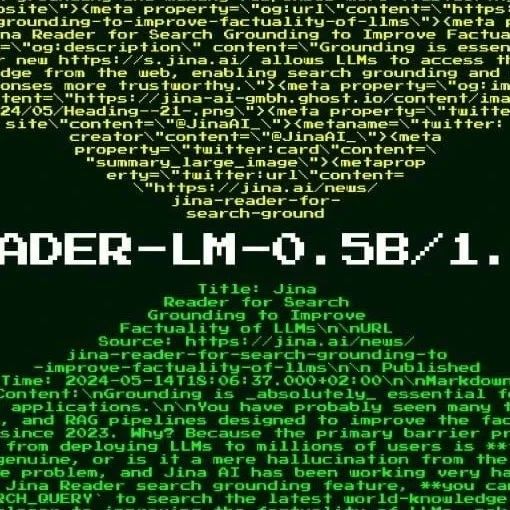 site\"content=\"
><meta property=\"twitter:url\"content=\"https:
grounding-to-improve-factuality-of-llms\"><meta p
ina Reader for Search Grounding to Improve Factua
=\"og:description\" content=\"Grounding is essen
r new https://s.jina.ai/ allows LLMs to access th
dge from the web, enabling search grounding and
onses more trustworthy.\"><meta property=\"og:im
tent=\"https://jina-ai-gmbh.ghost.io/content/ima
24/05/Heading--2L-.png\"><meta property=\"twitte
site\"content=\"@JinaAI_\"><metaname=\"twitter:
creator\"content=\"@JinaAI_\"><meta
property=\"twitter:card\"content=\
"summary_large_image\"><metaprop
erty=\"twitter:url\"content=
\"https://jina.ai/news/
jina-reader-for-
search-ground
ADER-LM-0.5B/1.
Title: Jina
Reader for Search
Grounding to Improve
Factuality of LLMs\n\nURL
Source: https://jina.ai/news/
jina-reader-for-search-grounding-to
-improve-factuality-of-llms\n\n Published
Time: 2024-05-14T18:06:37.000+02:00\n\nMarkdown
Content:\nGrounding is _absolutely_ essential fo
applications.\n\nYou have probably seen many t
, and RAG pipelines designed to improve the fact
since 2023. Why? Because the primary barrier pr
from deploying LLMs to millions of users is **
genuine, or is it a mere hallucination from the
e problem, and Jina AI has been working very ha
Jina Reader search grounding feature, **you can
RCH_QUERY` to search the latest world-knowledge